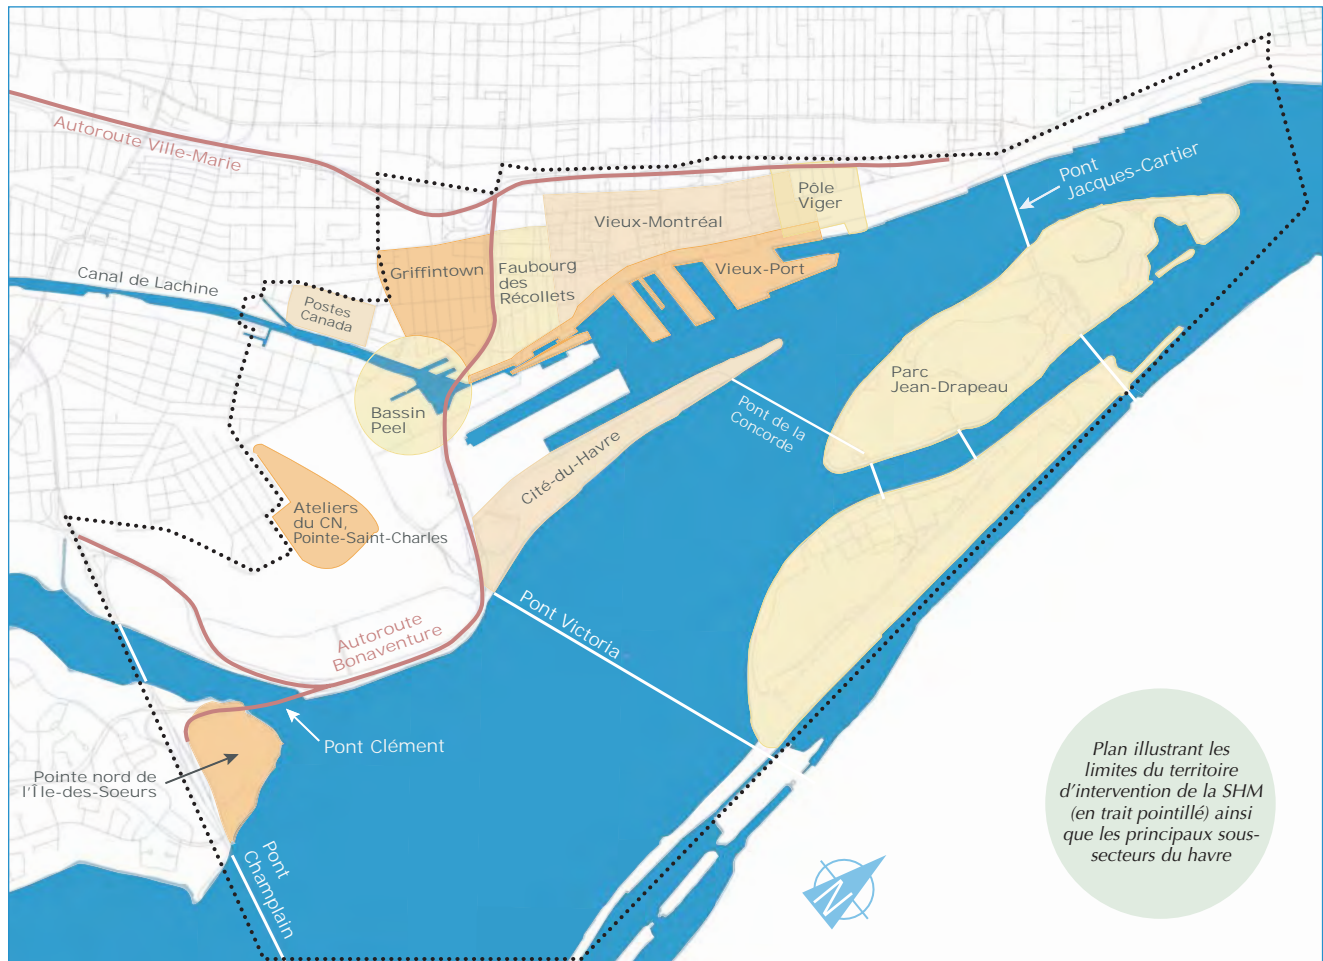 Autoroute Ville-Marie
Pont
Jacques-Cartier
Pôle
Viger
Vieux-Montréal
Canal de Lachine
Griffintown
Faubourg
des
Récollets
Vieux-Port
Postes
Canada
Parc
Jean-Drapeau
Bassin
Peel
Pont de la
Concorde
Cité-du-Havre
Ateliers
du CN,
Pointe-Saint-Charles
Pont Victoria
Autoroute
Bonaventure
Pont Clément
Pointe nord de
l'Île-des-Soeurs
Pont
Champlain
Plan illustrant les
limites du territoire
d'intervention de la SHM
(en trait pointillé) ainsi
que les principaux sous-
secteurs du havre
N